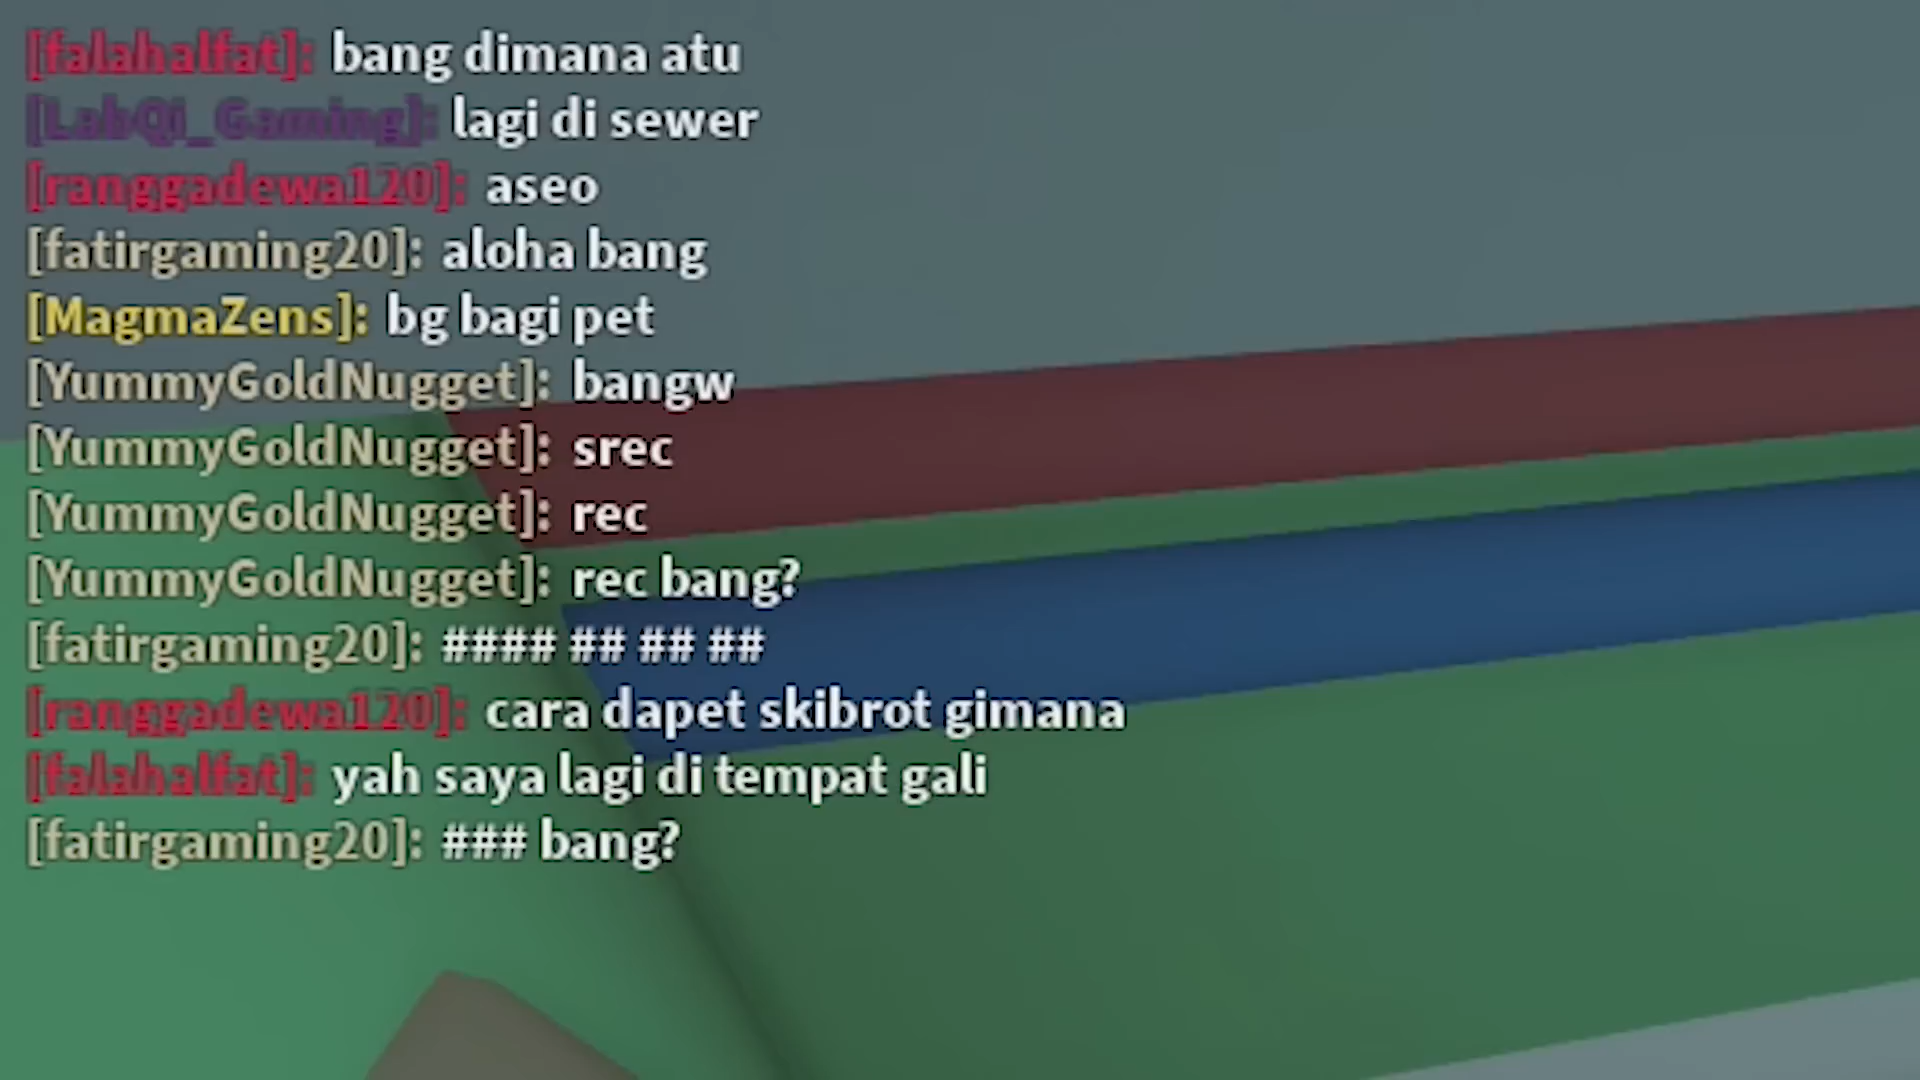 [falahalfat]: bang dimana atu
[LabQi_Gaming]: lagi di sewer
[ranggadewa120]: aseo
[fatirgaming20]: aloha bang
[MagmaZens]: bg bagi pet
[YummyGoldNugget]: bangw
[YummyGoldNugget]: srec
[YummyGoldNugget]: rec
[YummyGoldNugget]: rec bang?
[fatirgaming20]: #### ## ## ##
[ranggadewa120]: cara dapet skibrot gimana
[falahalfat]: yah saya lagi di tempat gali
[fatirgaming20]: ### bang?